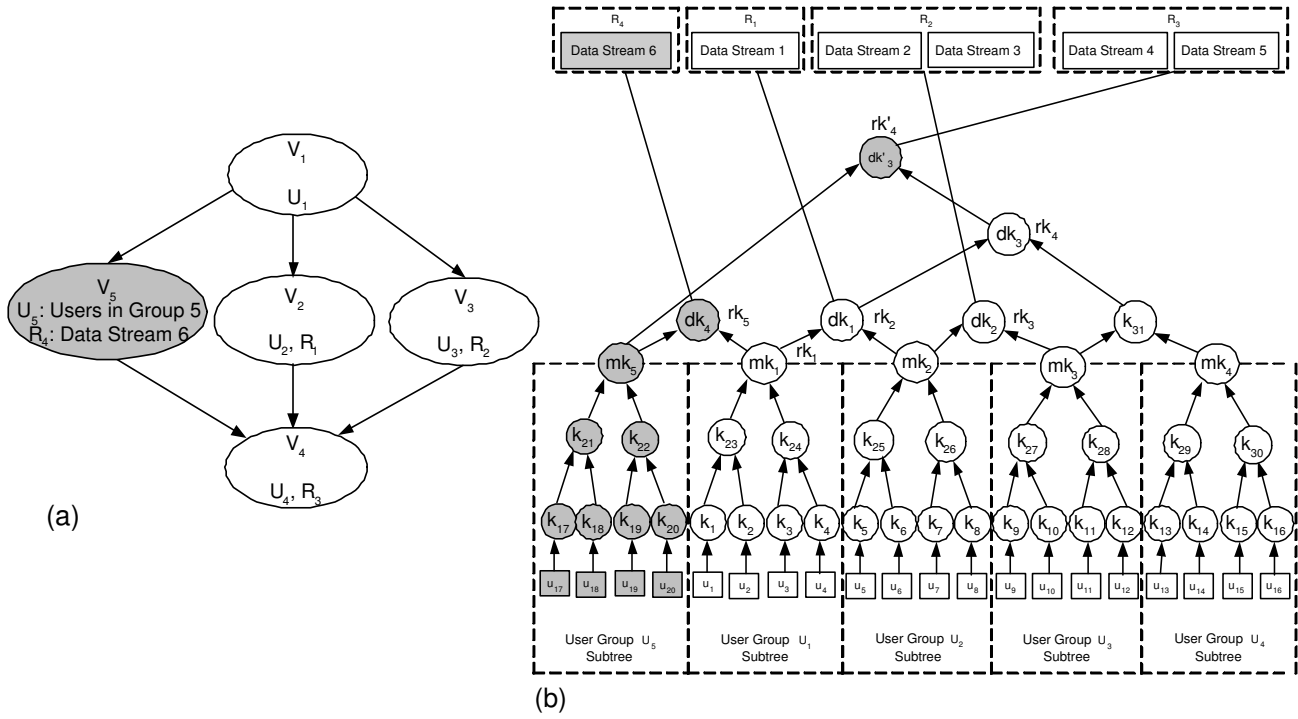 V1
U1
V5
U5: Users in Group 5
R4: Data Stream 6
V2
U2, R1
V3
U3, R2
V4
U4, R3
(a)
R4
R1
R2
R3
Data Stream 6
Data Stream 1
Data Stream 2
Data Stream 3
Data Stream 4
Data Stream 5
rk'4
dk'3
dk3
rk4
dk4
rk5
dk1
rk2
dk2
rk3
k31
mk5
mk1
rk1
mk2
mk3
mk4
k21
k22
k23
k24
k25
k26
k27
k28
k29
k30
k17
k18
k19
k20
k1
k2
k3
k4
k5
k6
k7
k8
k9
k10
k11
k12
k13
k14
k15
k16
u17
u18
u19
u20
u1
u2
u3
u4
u5
u6
u7
u8
u9
u10
u11
u12
u13
u14
u15
u16
User Group U5
Subtree
User Group U1
Subtree
User Group U2
Subtree
User Group U3
Subtree
User Group U4
Subtree
(b)